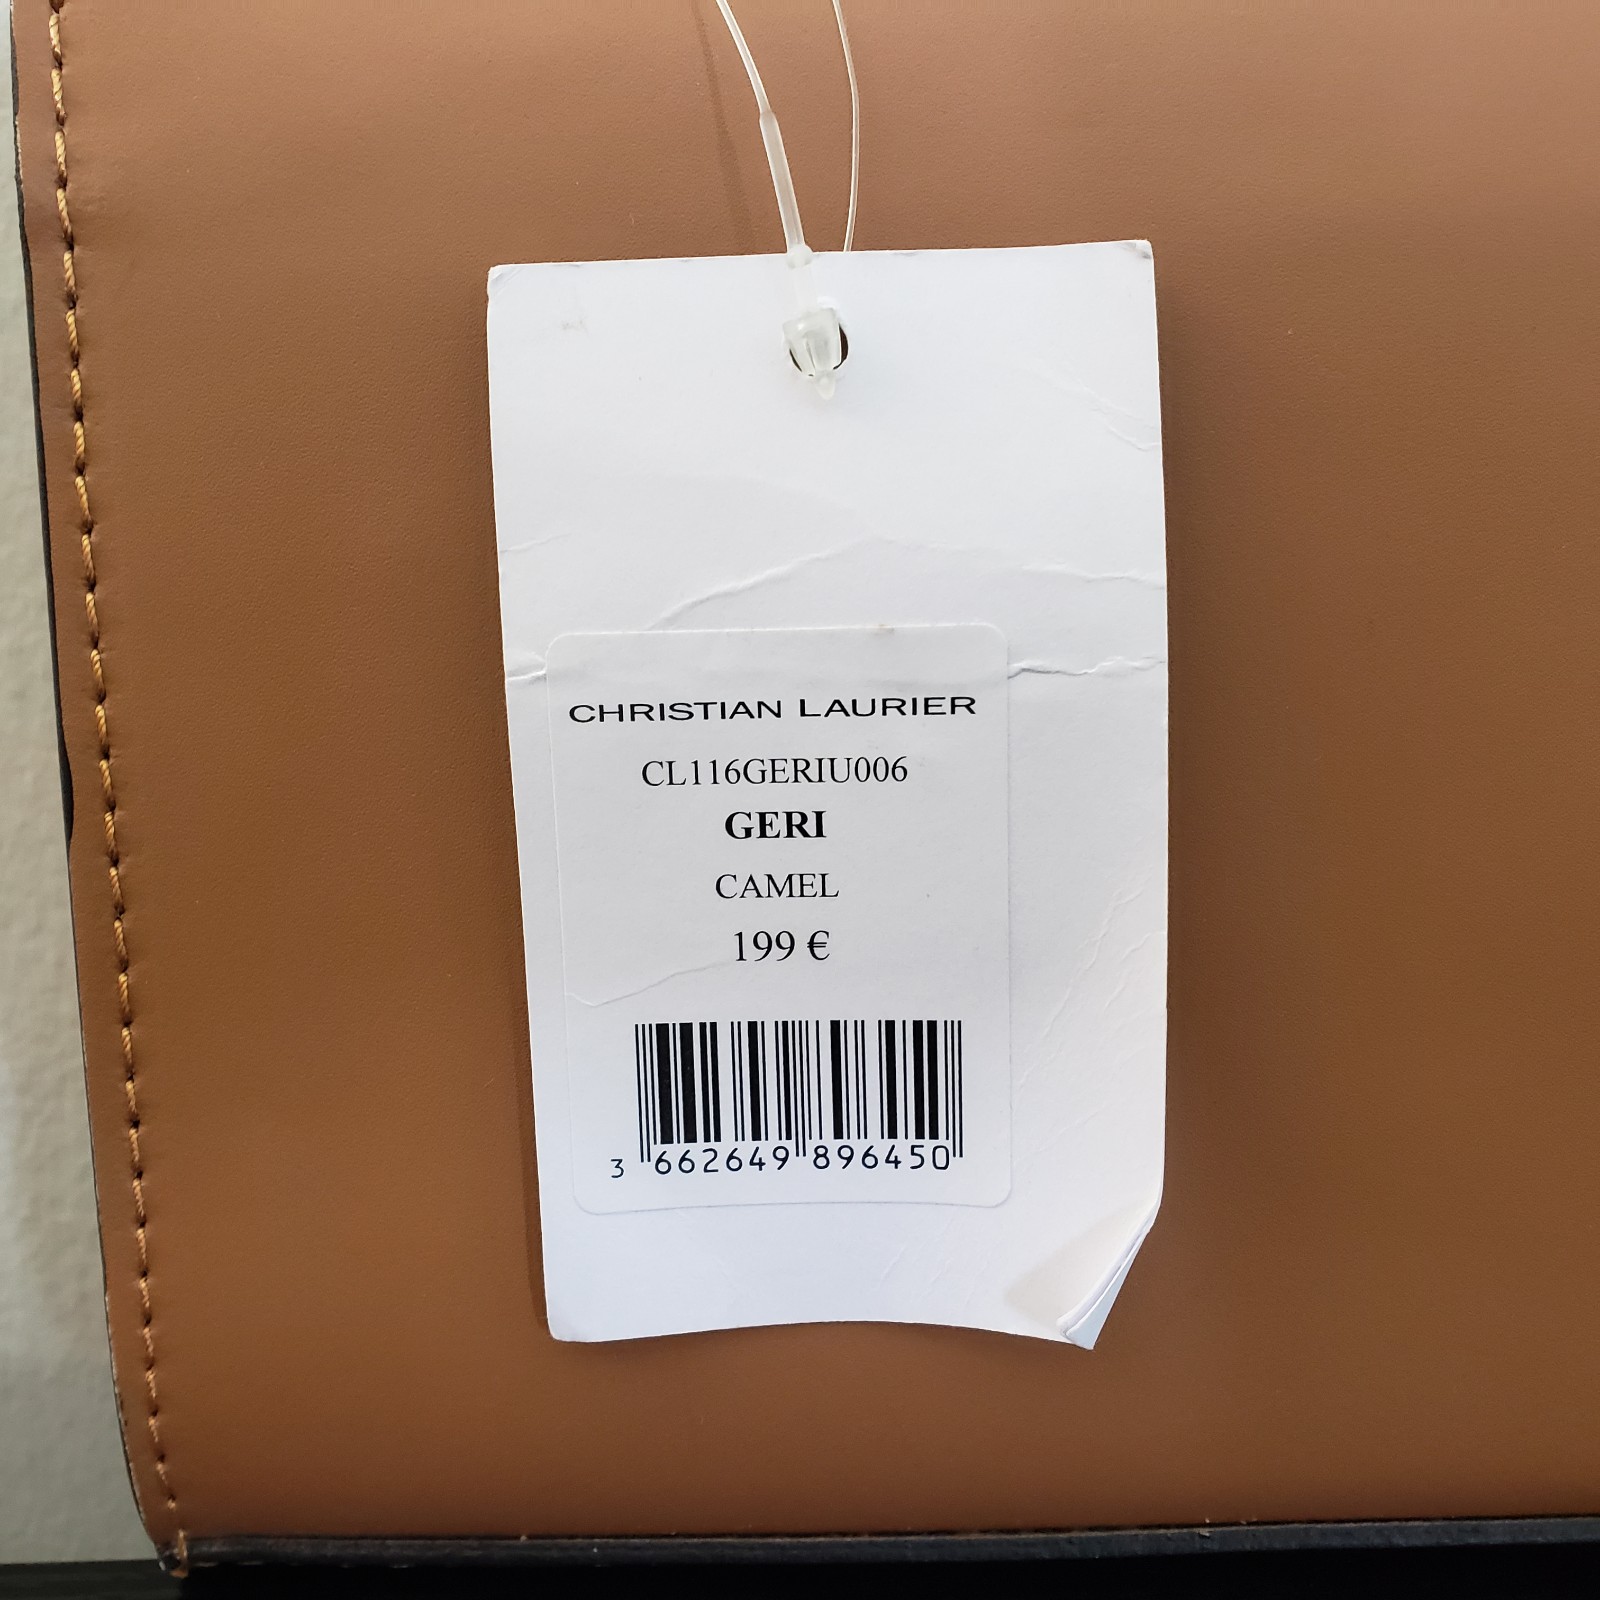 CHRISTIAN LAURIER
CL116GERIU006
GERI
CAMEL
199 €
3 662649 896450